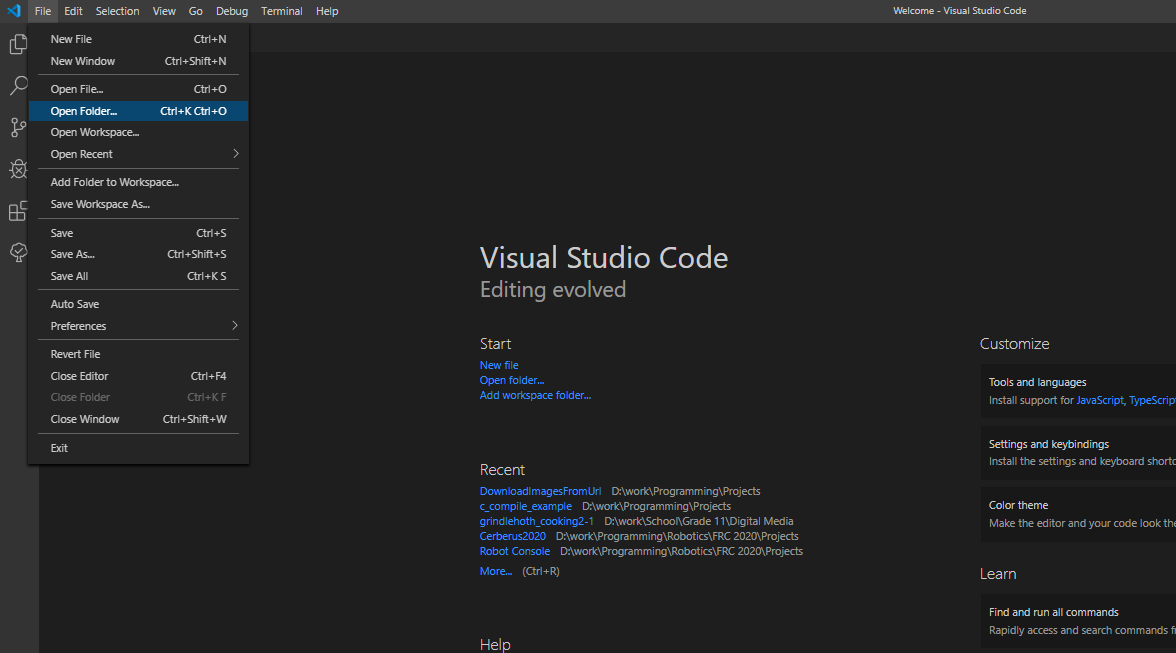 File Edit Selection View Go Debug Terminal Help
Welcome - Visual Studio Code
New File Ctrl+N
New Window Ctrl+Shift+N
Open File... Ctrl+O
Open Folder... Ctrl+K Ctrl+O
Open Workspace...
Open Recent
Add Folder to Workspace...
Save Workspace As...
Save Ctrl+S
Save As... Ctrl+Shift+S
Save All Ctrl+K S
Auto Save
Preferences
Revert File
Close Editor Ctrl+F4
Close Folder Ctrl+K F
Close Window Ctrl+Shift+W
Exit
Visual Studio Code
Editing evolved
Start
New file
Open folder...
Add workspace folder...
Recent
DownloadImagesFromUrl D:\work\Programming\Projects
c_compile_example D:\work\Programming\Projects
grindlehoth_cooking2-1 D:\work\School\Grade 11\Digital Media
Cerberus2020 D:\work\Programming\Robotics\FRC 2020\Projects
Robot Console D:\work\Programming\Robotics\FRC 2020\Projects
More... (Ctrl+R)
Help
Customize
Tools and languages
Install support for JavaScript, TypeScript
Settings and keybindings
Install the settings and keyboard
Color theme
Make the editor and your code look
Learn
Find and run all commands
Rapidly access and search commands